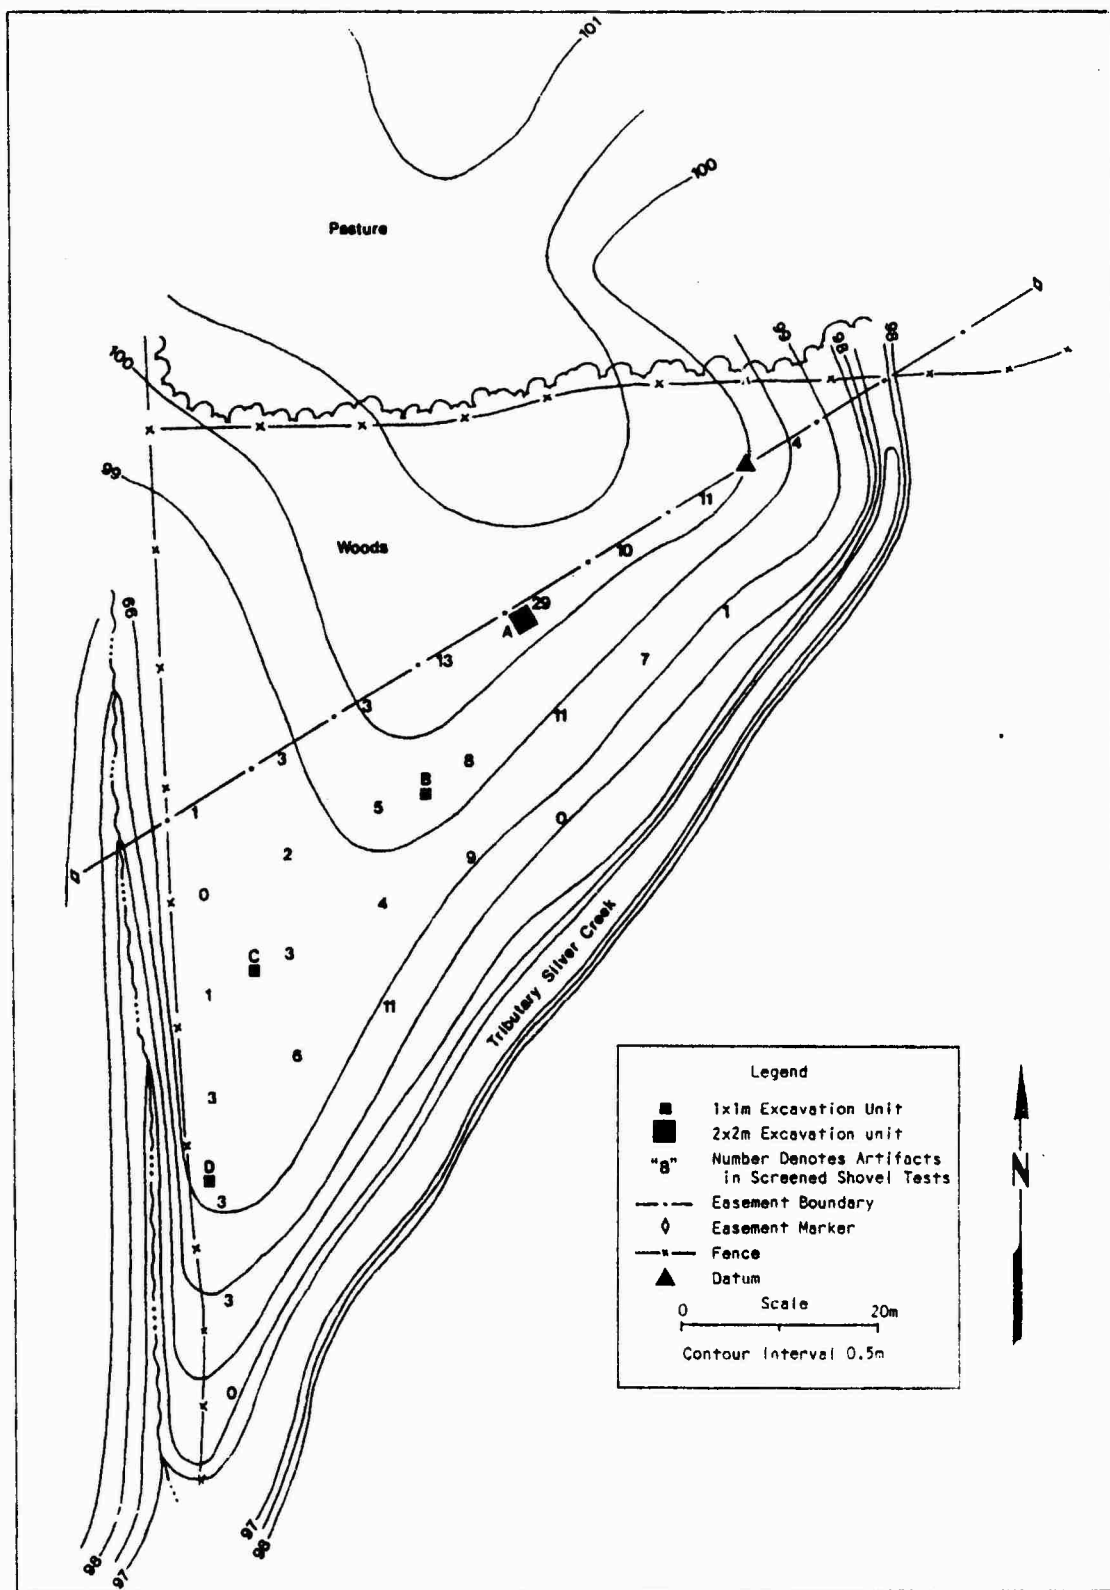 101
Pasture
100
100
99
98
98
99
4
11
Woods
10
29
A
1
13
7
3
11
3
8
B
5
1
0
2
9
0
4
C
3
1
11
6
3
D
3
3
0
99
Tributary Silver Creek
97
98
98
97
Legend
1x1m Excavation Unit
2x2m Excavation unit
"8" Number Denotes Artifacts
in Screened Shovel Tests
Easement Boundary
Easement Marker
Fence
Datum
Scale
0 20m
Contour Interval 0.5m
N